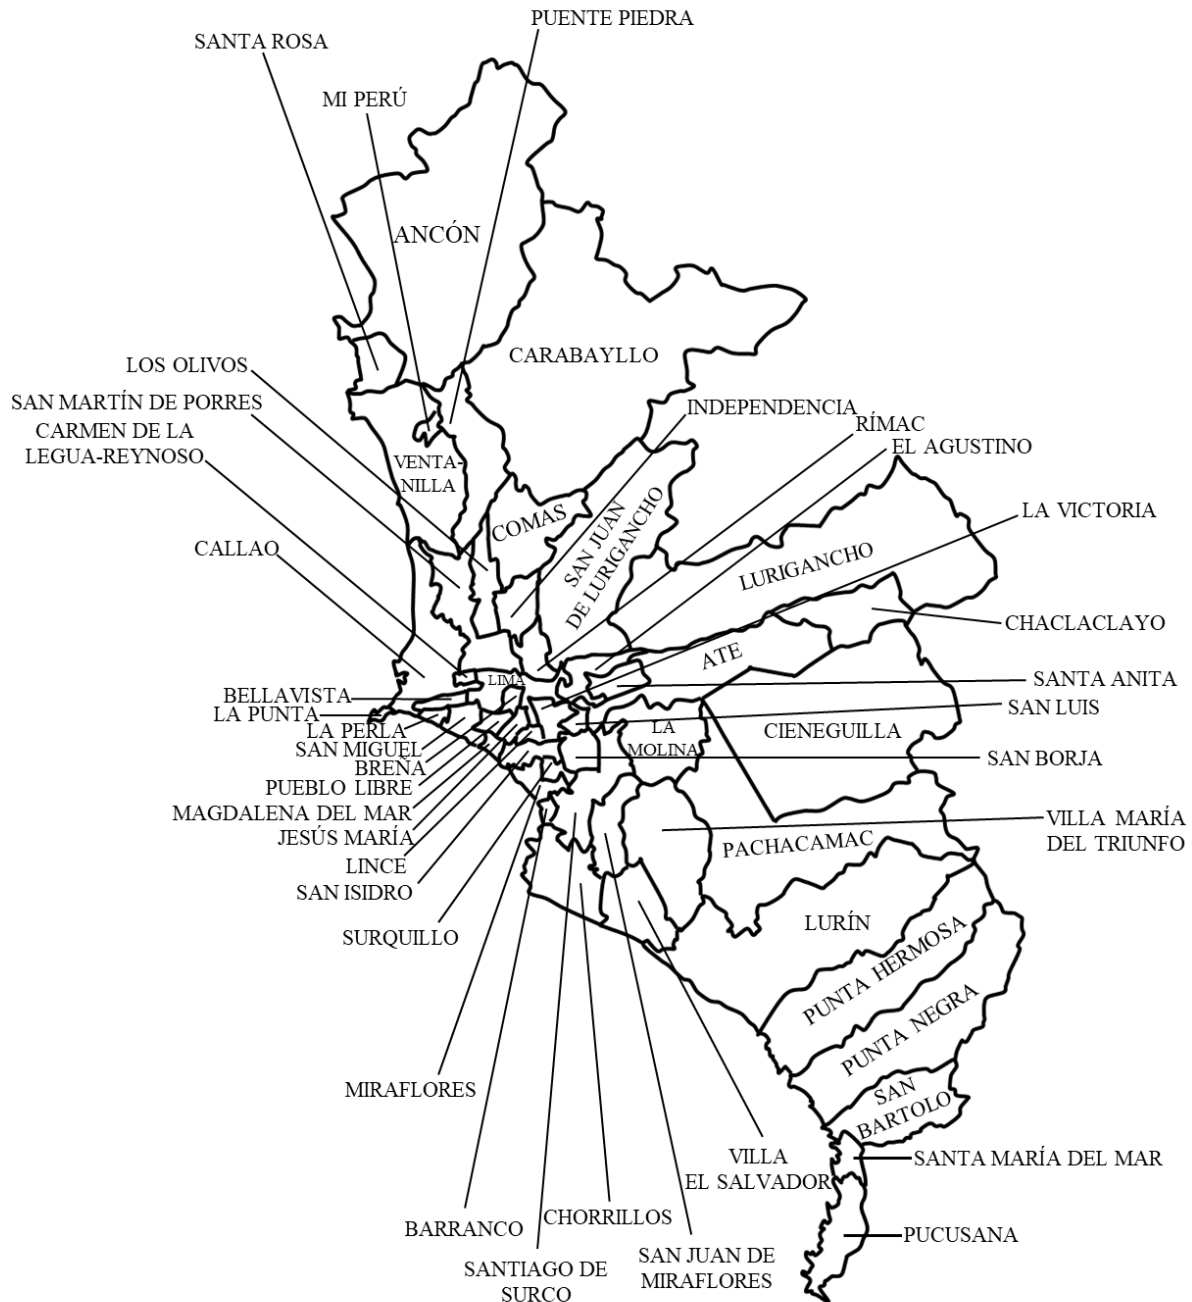 PUENTE PIEDRA
SANTA ROSA
MI PERÚ
ANCÓN
CARABAYLLO
LOS OLIVOS
SAN MARTÍN DE PORRES
CARMEN DE LA
LEGUA-REYNOSO
INDEPENDENCIA
RÍMAC
EL AGUSTINO
VENTA-
NILLA
COMAS
SAN JUAN
DE LURIGANCHO
LA VICTORIA
CALLAO
LURIGANCHO
CHACLACLAYO
ATE
LIMA
SANTA ANITA
BELLAVISTA
SAN LUIS
LA PUNTA
LA PERLA
LA
MOLINA
CIENEGUILLA
SAN MIGUEL
SAN BORJA
BREÑA
PUEBLO LIBRE
MAGDALENA DEL MAR
VILLA MARÍA
DEL TRIUNFO
JESÚS MARÍA
PACHACAMAC
LINCE
SAN ISIDRO
LURÍN
SURQUILLO
PUNTA HERMOSA
PUNTA NEGRA
MIRAFLORES
SAN
BARTOLO
VILLA
EL SALVADOR
SANTA MARÍA DEL MAR
BARRANCO
CHORRILLOS
PUCUSANA
SANTIAGO DE
SURCO
SAN JUAN DE
MIRAFLORES